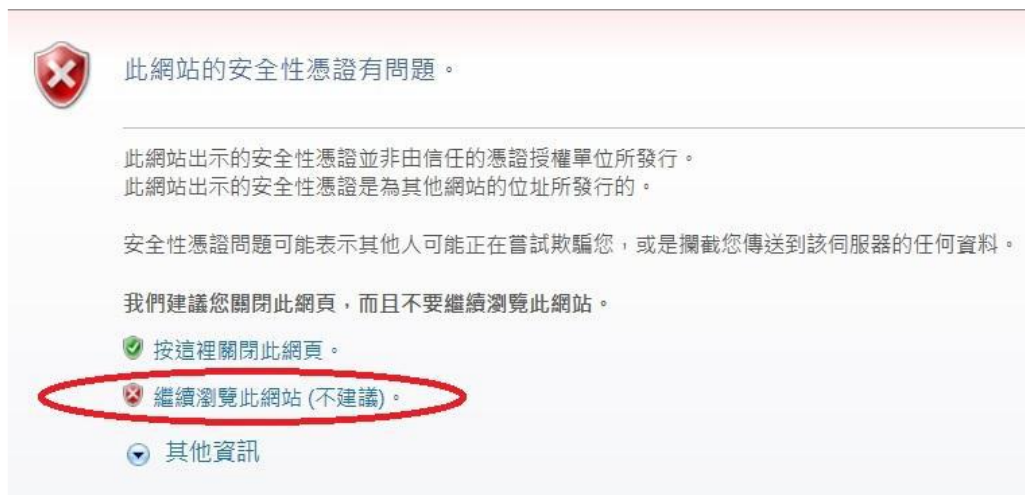 此網站的安全性憑證有問題。
此網站出示的安全性憑證並非由信任的憑證授權單位所發行。
此網站出示的安全性憑證是為其他網站的位址所發行的。
安全性憑證問題可能表示其他人可能正在嘗試欺騙您，或是攔截您傳送到該伺服器的任何資料。
我們建議您關閉此網頁，而且不要繼續瀏覽此網站。
按這裡關閉此網頁。
繼續瀏覽此網站 (不建議)。
其他資訊